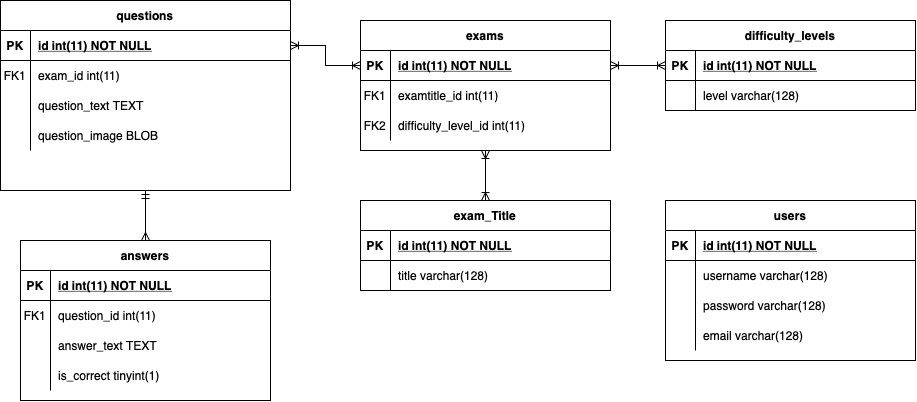 questions
PK id int(11) NOT NULL
FK1 exam_id int(11)
question_text TEXT
question_image BLOB
exams
PK id int(11) NOT NULL
FK1 examtitle_id int(11)
FK2 difficulty_level_id int(11)
difficulty_levels
PK id int(11) NOT NULL
level varchar(128)
answers
PK id int(11) NOT NULL
FK1 question_id int(11)
answer_text TEXT
is_correct tinyint(1)
exam_Title
PK id int(11) NOT NULL
title varchar(128)
users
PK id int(11) NOT NULL
username varchar(128)
password varchar(128)
email varchar(128)